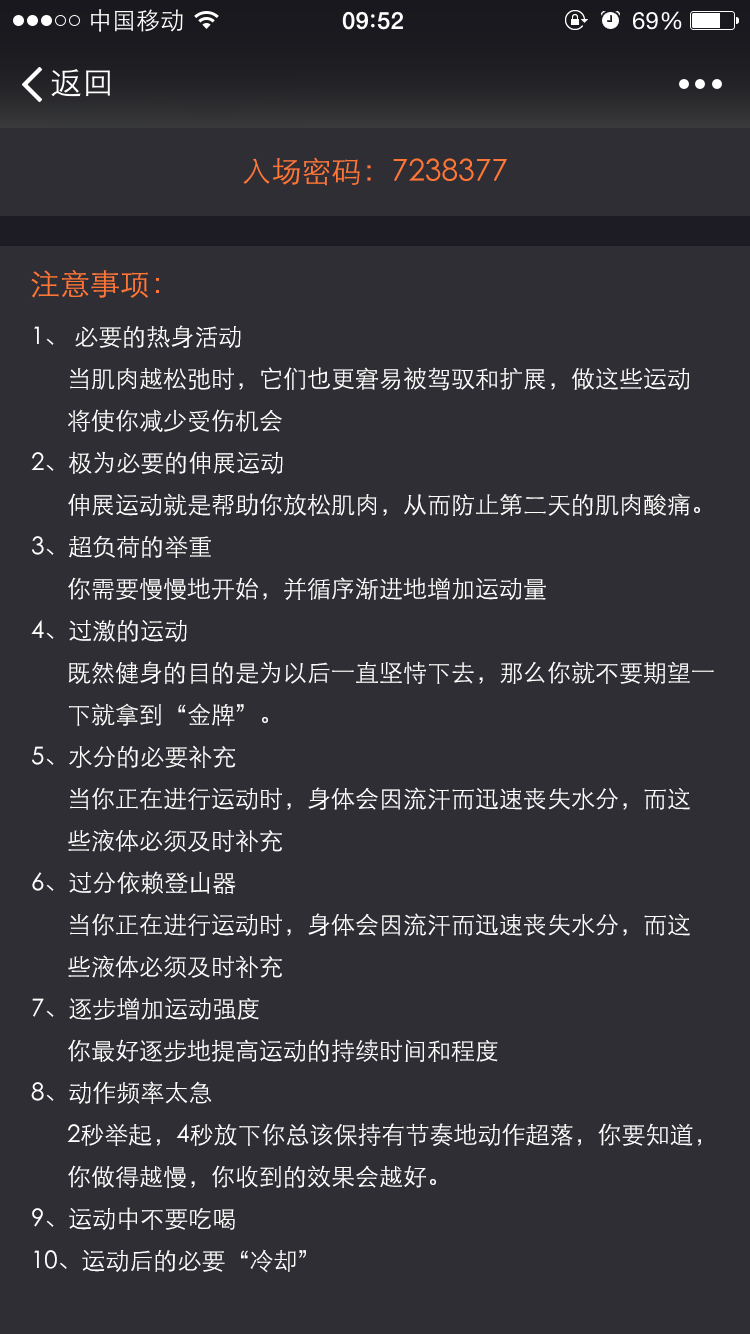 中国移动 09:52 69%
返回
入场密码：7238377
注意事项：
1、 必要的热身活动
当肌肉越松弛时，它们也更窘易被驾驭和扩展，做这些运动
将使你减少受伤机会
2、极为必要的伸展运动
伸展运动就是帮助你放松肌肉，从而防止第二天的肌肉酸痛。
3、超负荷的举重
你需要慢慢地开始，并循序渐进地增加运动量
4、过激的运动
既然健身的目的是为以后一直坚恃下去，那么你就不要期望一
下就拿到“金牌”。
5、水分的必要补充
当你正在进行运动时，身体会因流汗而迅速丧失水分，而这
些液体必须及时补充
6、过分依赖登山器
当你正在进行运动时，身体会因流汗而迅速丧失水分，而这
些液体必须及时补充
7、逐步增加运动强度
你最好逐步地提高运动的持续时间和程度
8、动作频率太急
2秒举起，4秒放下你总该保持有节奏地动作超落，你要知道，
你做得越慢，你收到的效果会越好。
9、运动中不要吃喝
10、运动后的必要“冷却”